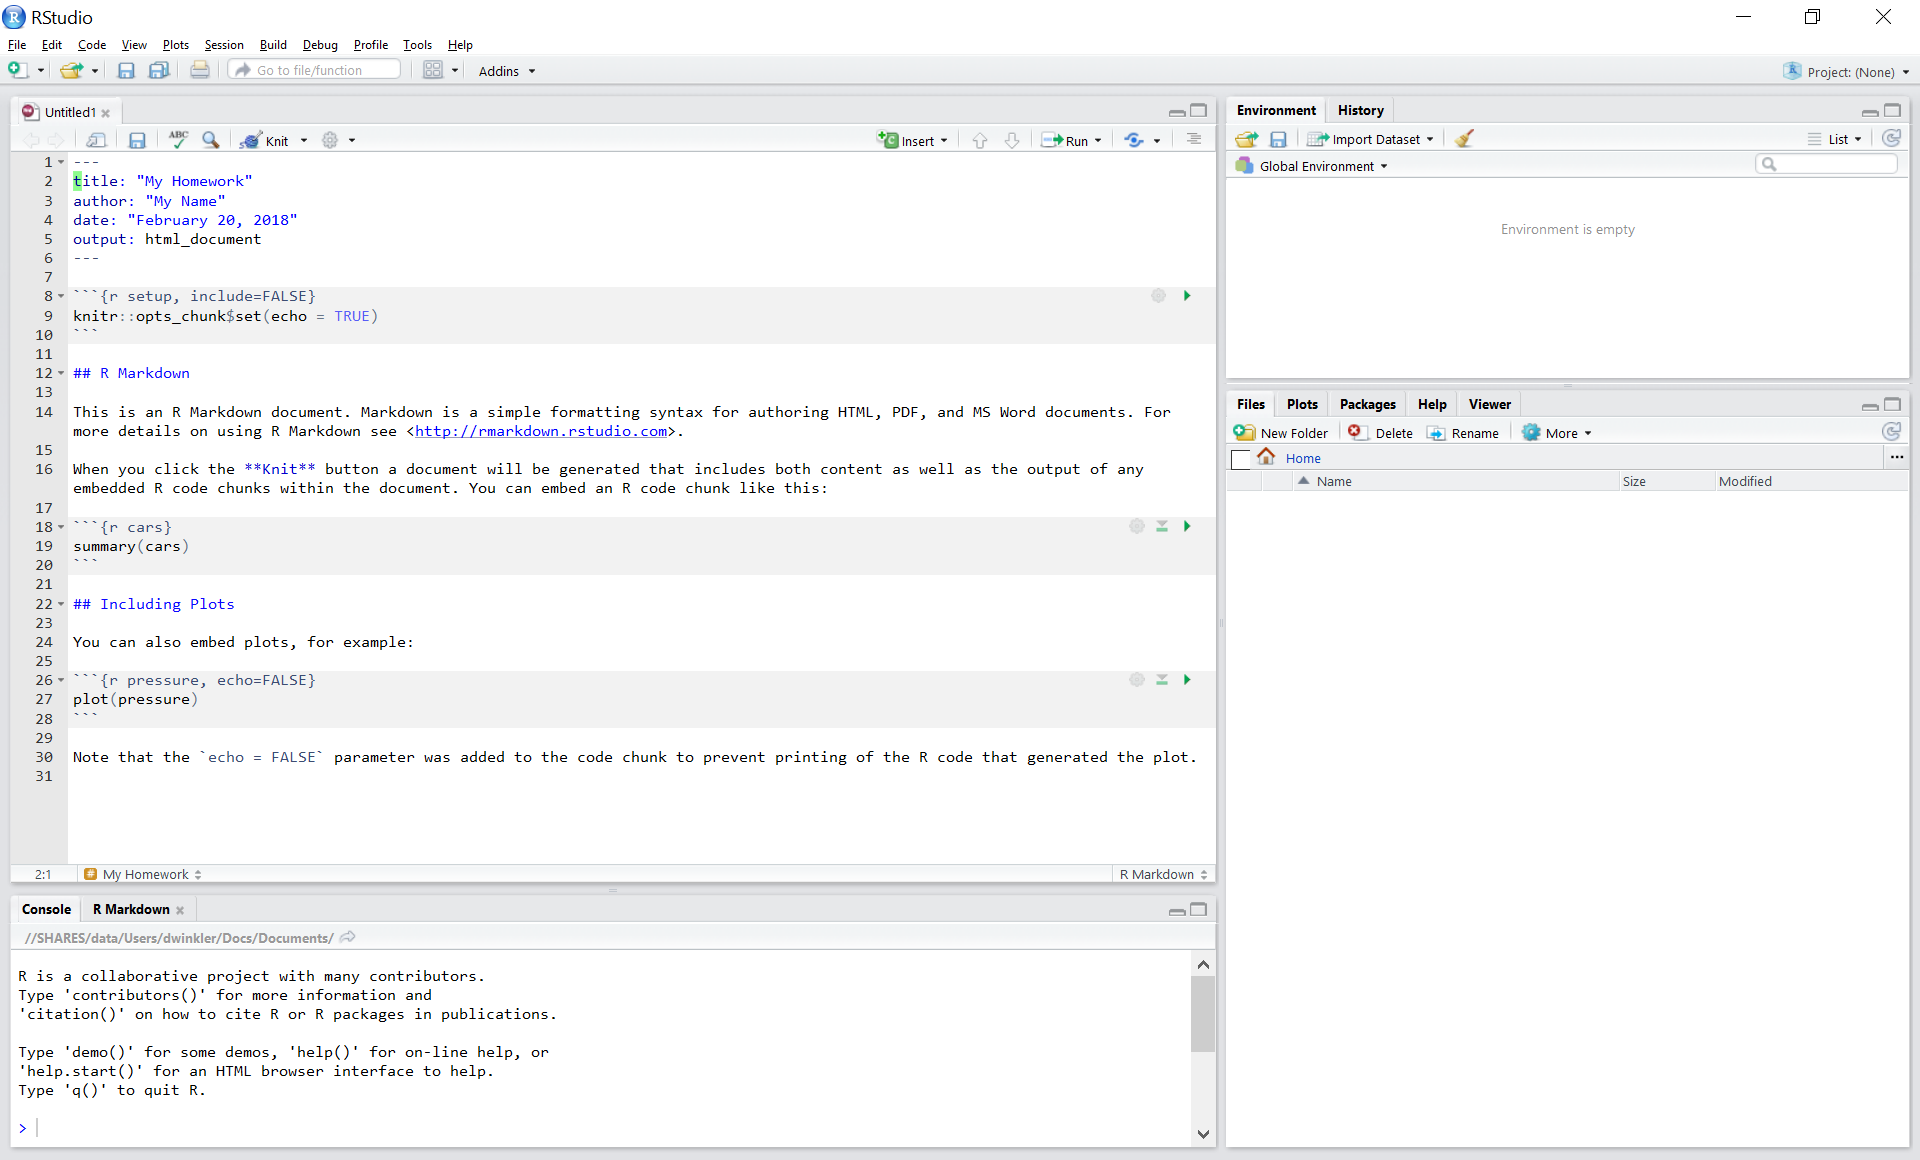 RStudio
File Edit Code View Plots Session Build Debug Profile Tools Help
Go to file/function Addins Project: (None)
Untitled1
ABC Knit Insert Run
1 ---
2 title: "My Homework"
3 author: "My Name"
4 date: "February 20, 2018"
5 output: html_document
6 ---
7
8 ```{r setup, include=FALSE}
9 knitr::opts_chunk$set(echo = TRUE)
10 ```
11
12 ## R Markdown
13
14 This is an R Markdown document. Markdown is a simple formatting syntax for authoring HTML, PDF, and MS Word documents. For
more details on using R Markdown see <http://rmarkdown.rstudio.com>.
15
16 When you click the **Knit** button a document will be generated that includes both content as well as the output of any
embedded R code chunks within the document. You can embed an R code chunk like this:
17
18 ```{r cars}
19 summary(cars)
20 ```
21
22 ## Including Plots
23
24 You can also embed plots, for example:
25
26 ```{r pressure, echo=FALSE}
27 plot(pressure)
28 ```
29
30 Note that the `echo = FALSE` parameter was added to the code chunk to prevent printing of the R code that generated the plot.
31
2:1 My Homework R Markdown
Console R Markdown
//SHARES/data/Users/dwinkler/Docs/Documents/
R is a collaborative project with many contributors.
Type 'contributors()' for more information and
'citation()' on how to cite R or R packages in publications.
Type 'demo()' for some demos, 'help()' for on-line help, or
'help.start()' for an HTML browser interface to help.
Type 'q()' to quit R.
>
Environment History
Import Dataset List
Global Environment
Environment is empty
Files Plots Packages Help Viewer
New Folder Delete Rename More
Home ...
Name Size Modified